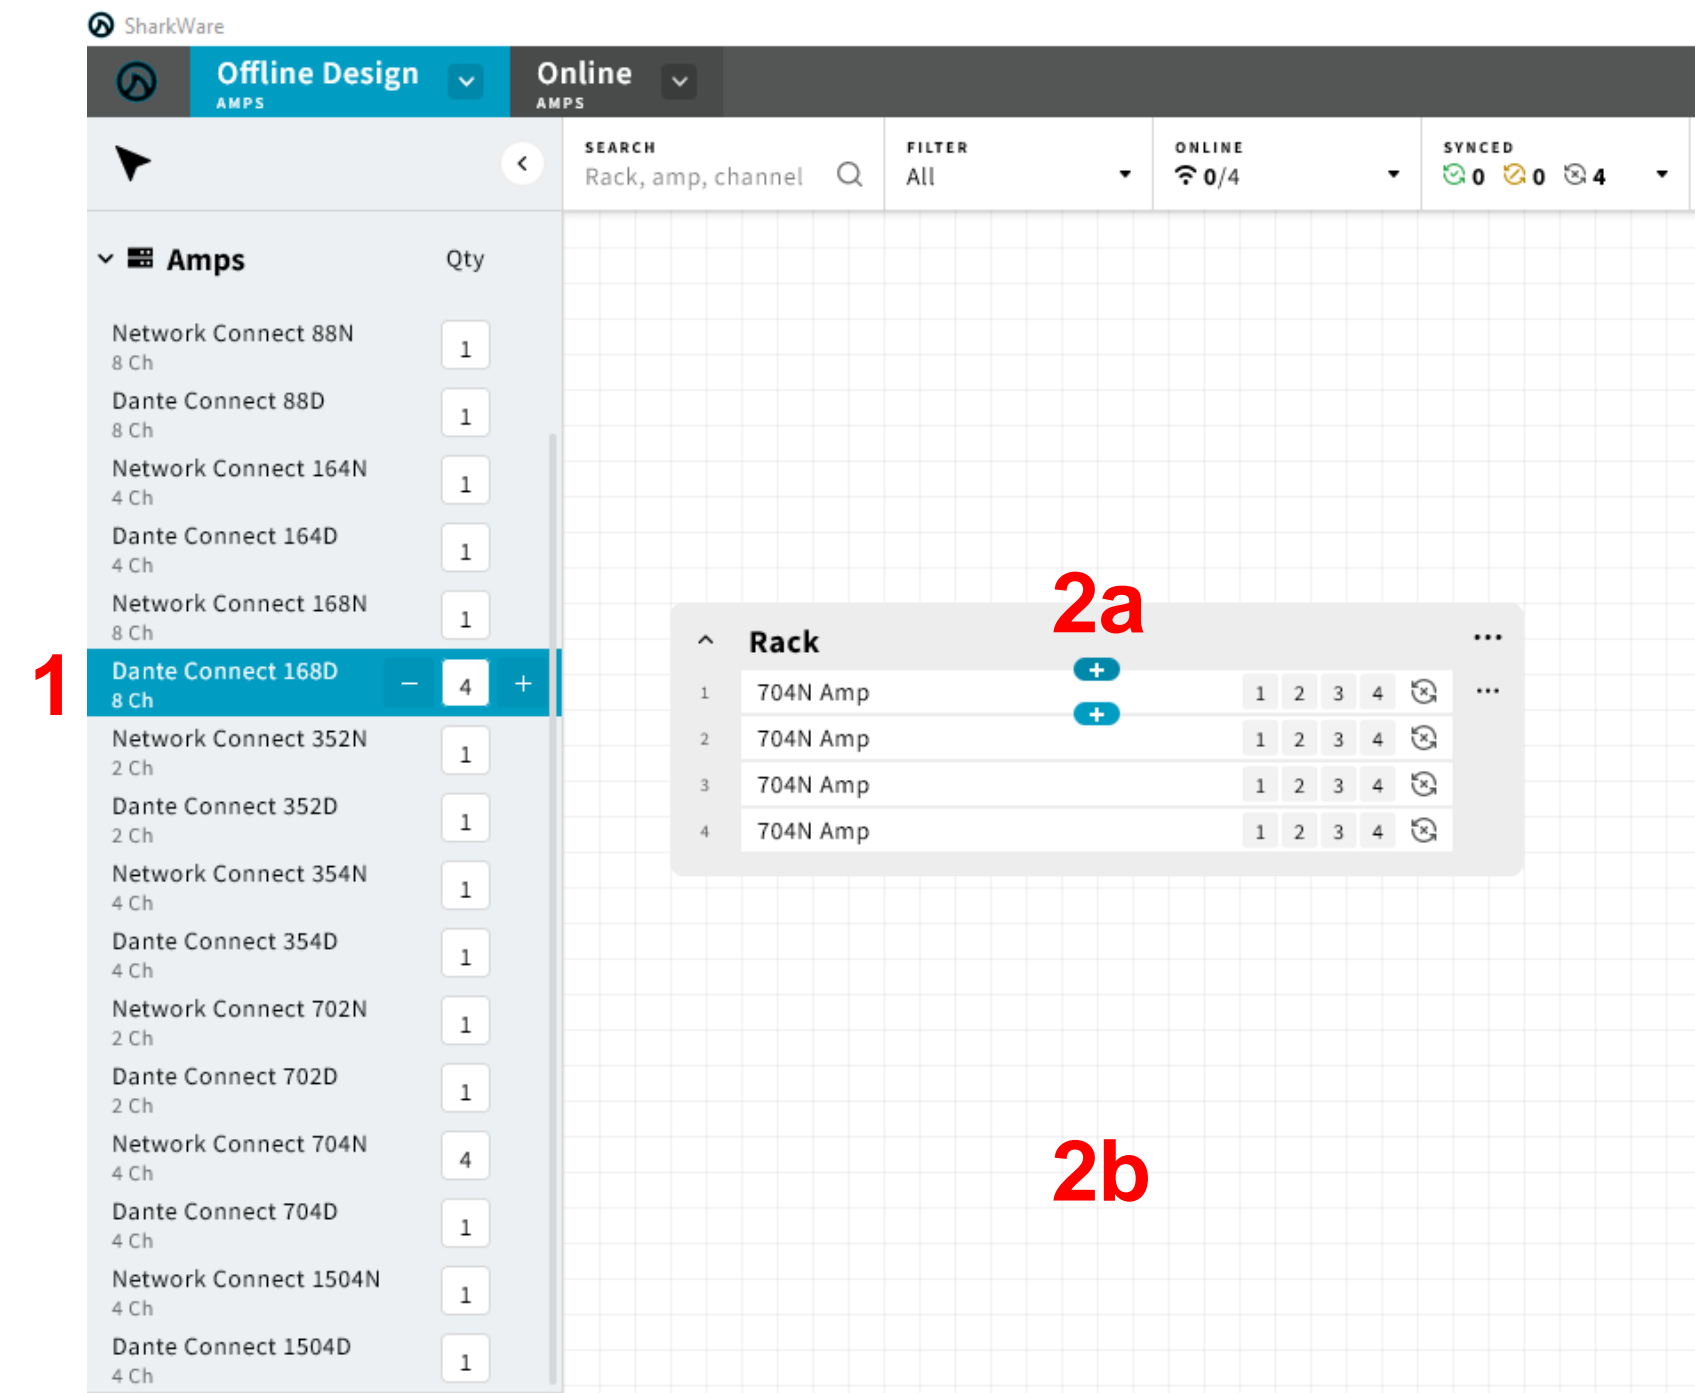 SharkWare
Offline Design
AMPS
Online
AMPS
SEARCH
Rack, amp, channel
FILTER
All
ONLINE
0/4
SYNCED
0 0 4
Amps Qty
Network Connect 88N
8 Ch
1
Dante Connect 88D
8 Ch
1
Network Connect 164N
4 Ch
1
Dante Connect 164D
4 Ch
1
Network Connect 168N
8 Ch
1
1
Dante Connect 168D
8 Ch
− 4 +
Network Connect 352N
2 Ch
1
Dante Connect 352D
2 Ch
1
Network Connect 354N
4 Ch
1
Dante Connect 354D
4 Ch
1
Network Connect 702N
2 Ch
1
Dante Connect 702D
2 Ch
1
Network Connect 704N
4 Ch
4
Dante Connect 704D
4 Ch
1
Network Connect 1504N
4 Ch
1
Dante Connect 1504D
4 Ch
1
2a
Rack ...
+
1 704N Amp 1 2 3 4 ...
+
2 704N Amp 1 2 3 4
3 704N Amp 1 2 3 4
4 704N Amp 1 2 3 4
2b